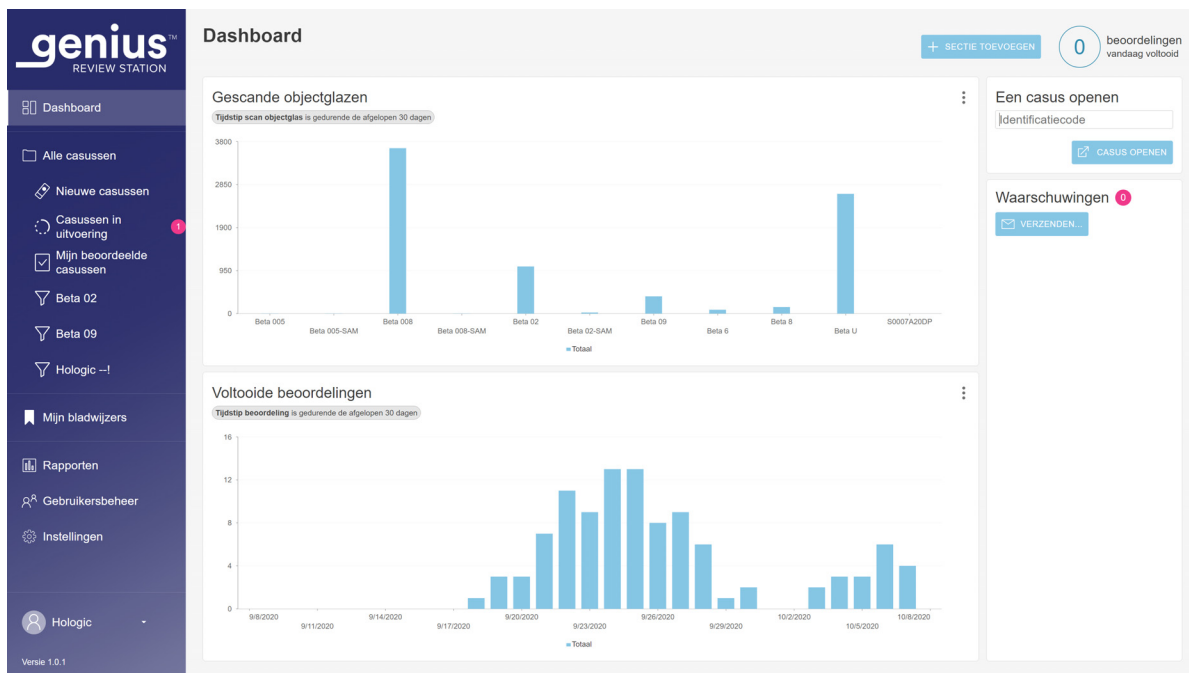 genius™
REVIEW STATION
Dashboard
Alle casussen
Nieuwe casussen
Casussen in
uitvoering
1
Mijn beoordeelde
casussen
Beta 02
Beta 09
Hologic --!
Mijn bladwijzers
Rapporten
Gebruikersbeheer
Instellingen
Hologic
Versie 1.0.1
Dashboard
SECTIE TOEVOEGEN
0
beoordelingen
vandaag voltooid
Gescande objectglazen
Tijdstip scan objectglas is gedurende de afgelopen 30 dagen
3800
2850
1900
950
0
Beta 005
Beta 005-SAM
Beta 008
Beta 008-SAM
Beta 02
Beta 02-SAM
Beta 09
Beta 6
Beta 8
Beta U
S0007A20DP
Totaal
Voltooide beoordelingen
Tijdstip beoordeling is gedurende de afgelopen 30 dagen
16
12
8
4
0
9/8/2020
9/11/2020
9/14/2020
9/17/2020
9/20/2020
9/23/2020
9/26/2020
9/29/2020
10/2/2020
10/5/2020
10/8/2020
Totaal
Een casus openen
Identificatiecode
CASUS OPENEN
Waarschuwingen 0
VERZENDEN...